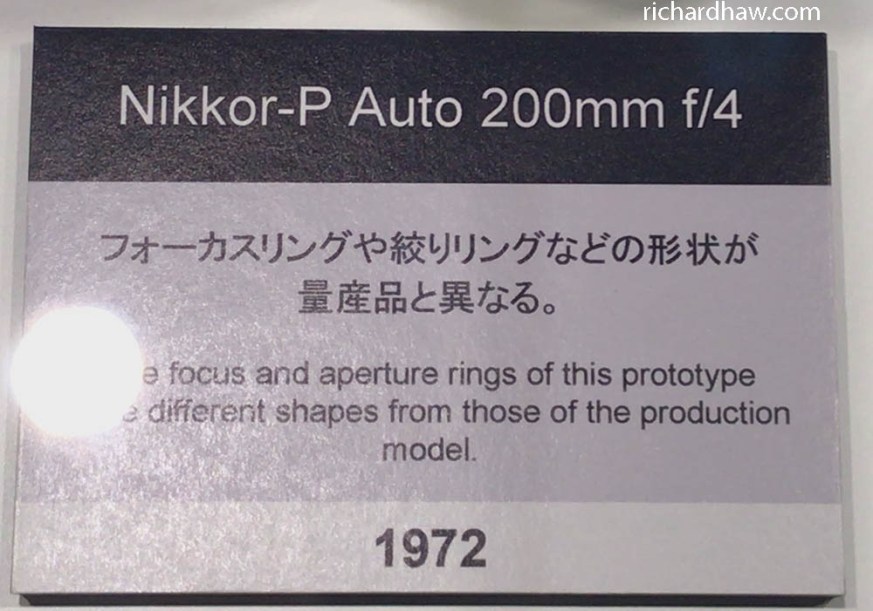 richardhaw.com
Nikkor-P Auto 200mm f/4
フォーカスリングや絞りリングなどの形状が
量産品と異なる。
focus and aperture rings of this prototype
different shapes from those of the production
model.
1972